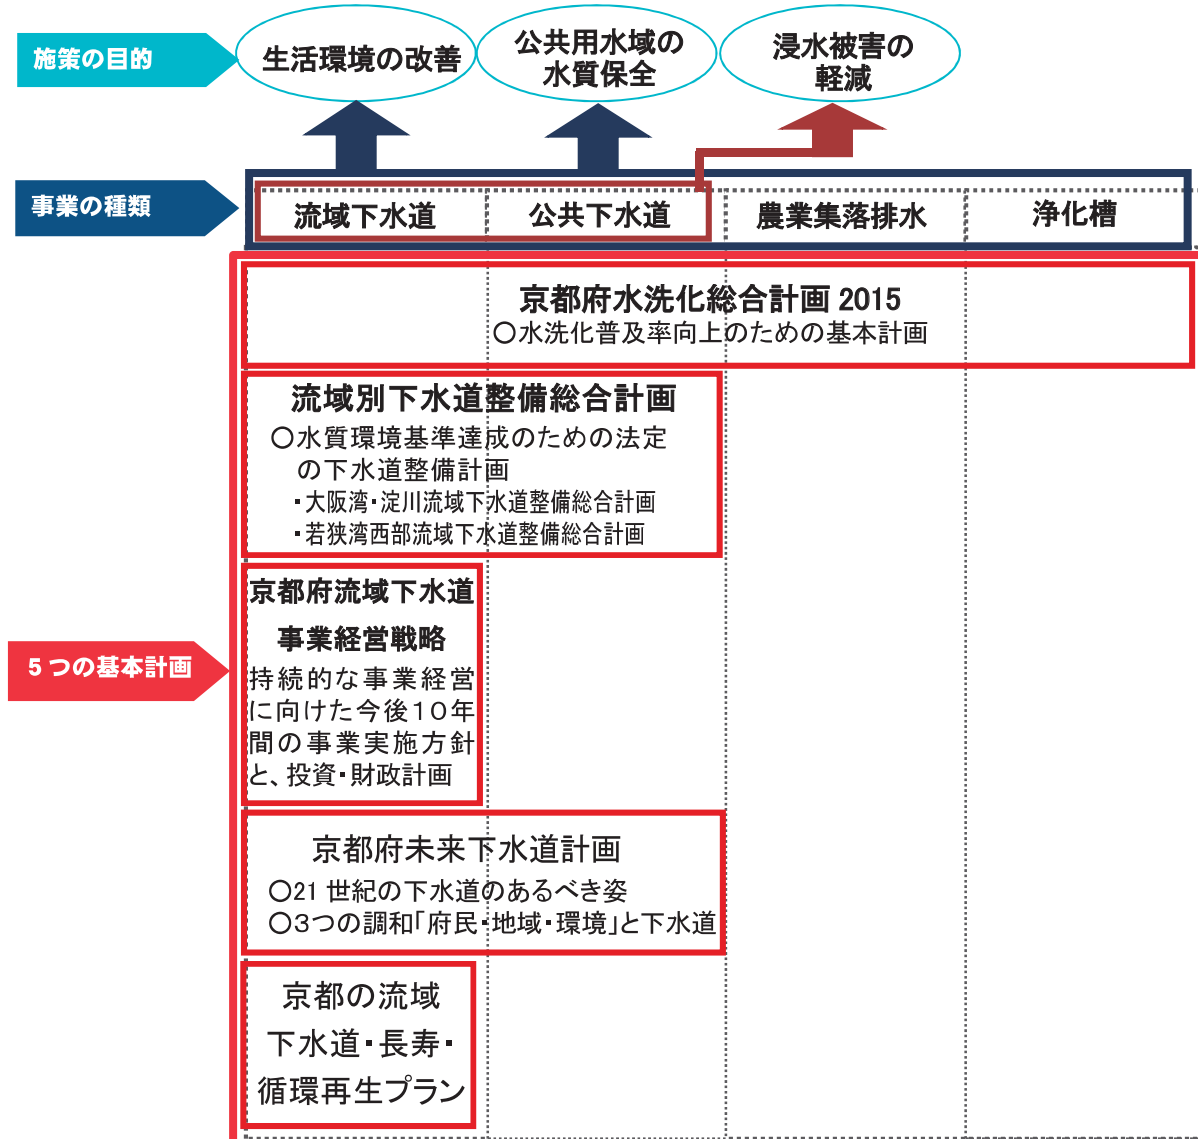 施策の目的
生活環境の改善
公共用水域の
水質保全
浸水被害の
軽減
事業の種類
流域下水道
公共下水道
農業集落排水
浄化槽
京都府水洗化総合計画 2015
○水洗化普及率向上のための基本計画
流域別下水道整備総合計画
○水質環境基準達成のための法定
の下水道整備計画
・大阪湾・淀川流域下水道整備総合計画
・若狭湾西部流域下水道整備総合計画
5つの基本計画
京都府流域下水道
事業経営戦略
持続的な事業経営
に向けた今後10年
間の事業実施方針
と、投資・財政計画
京都府未来下水道計画
○21 世紀の下水道のあるべき姿
○3つの調和「府民・地域・環境」と下水道
京都の流域
下水道・長寿・
循環再生プラン